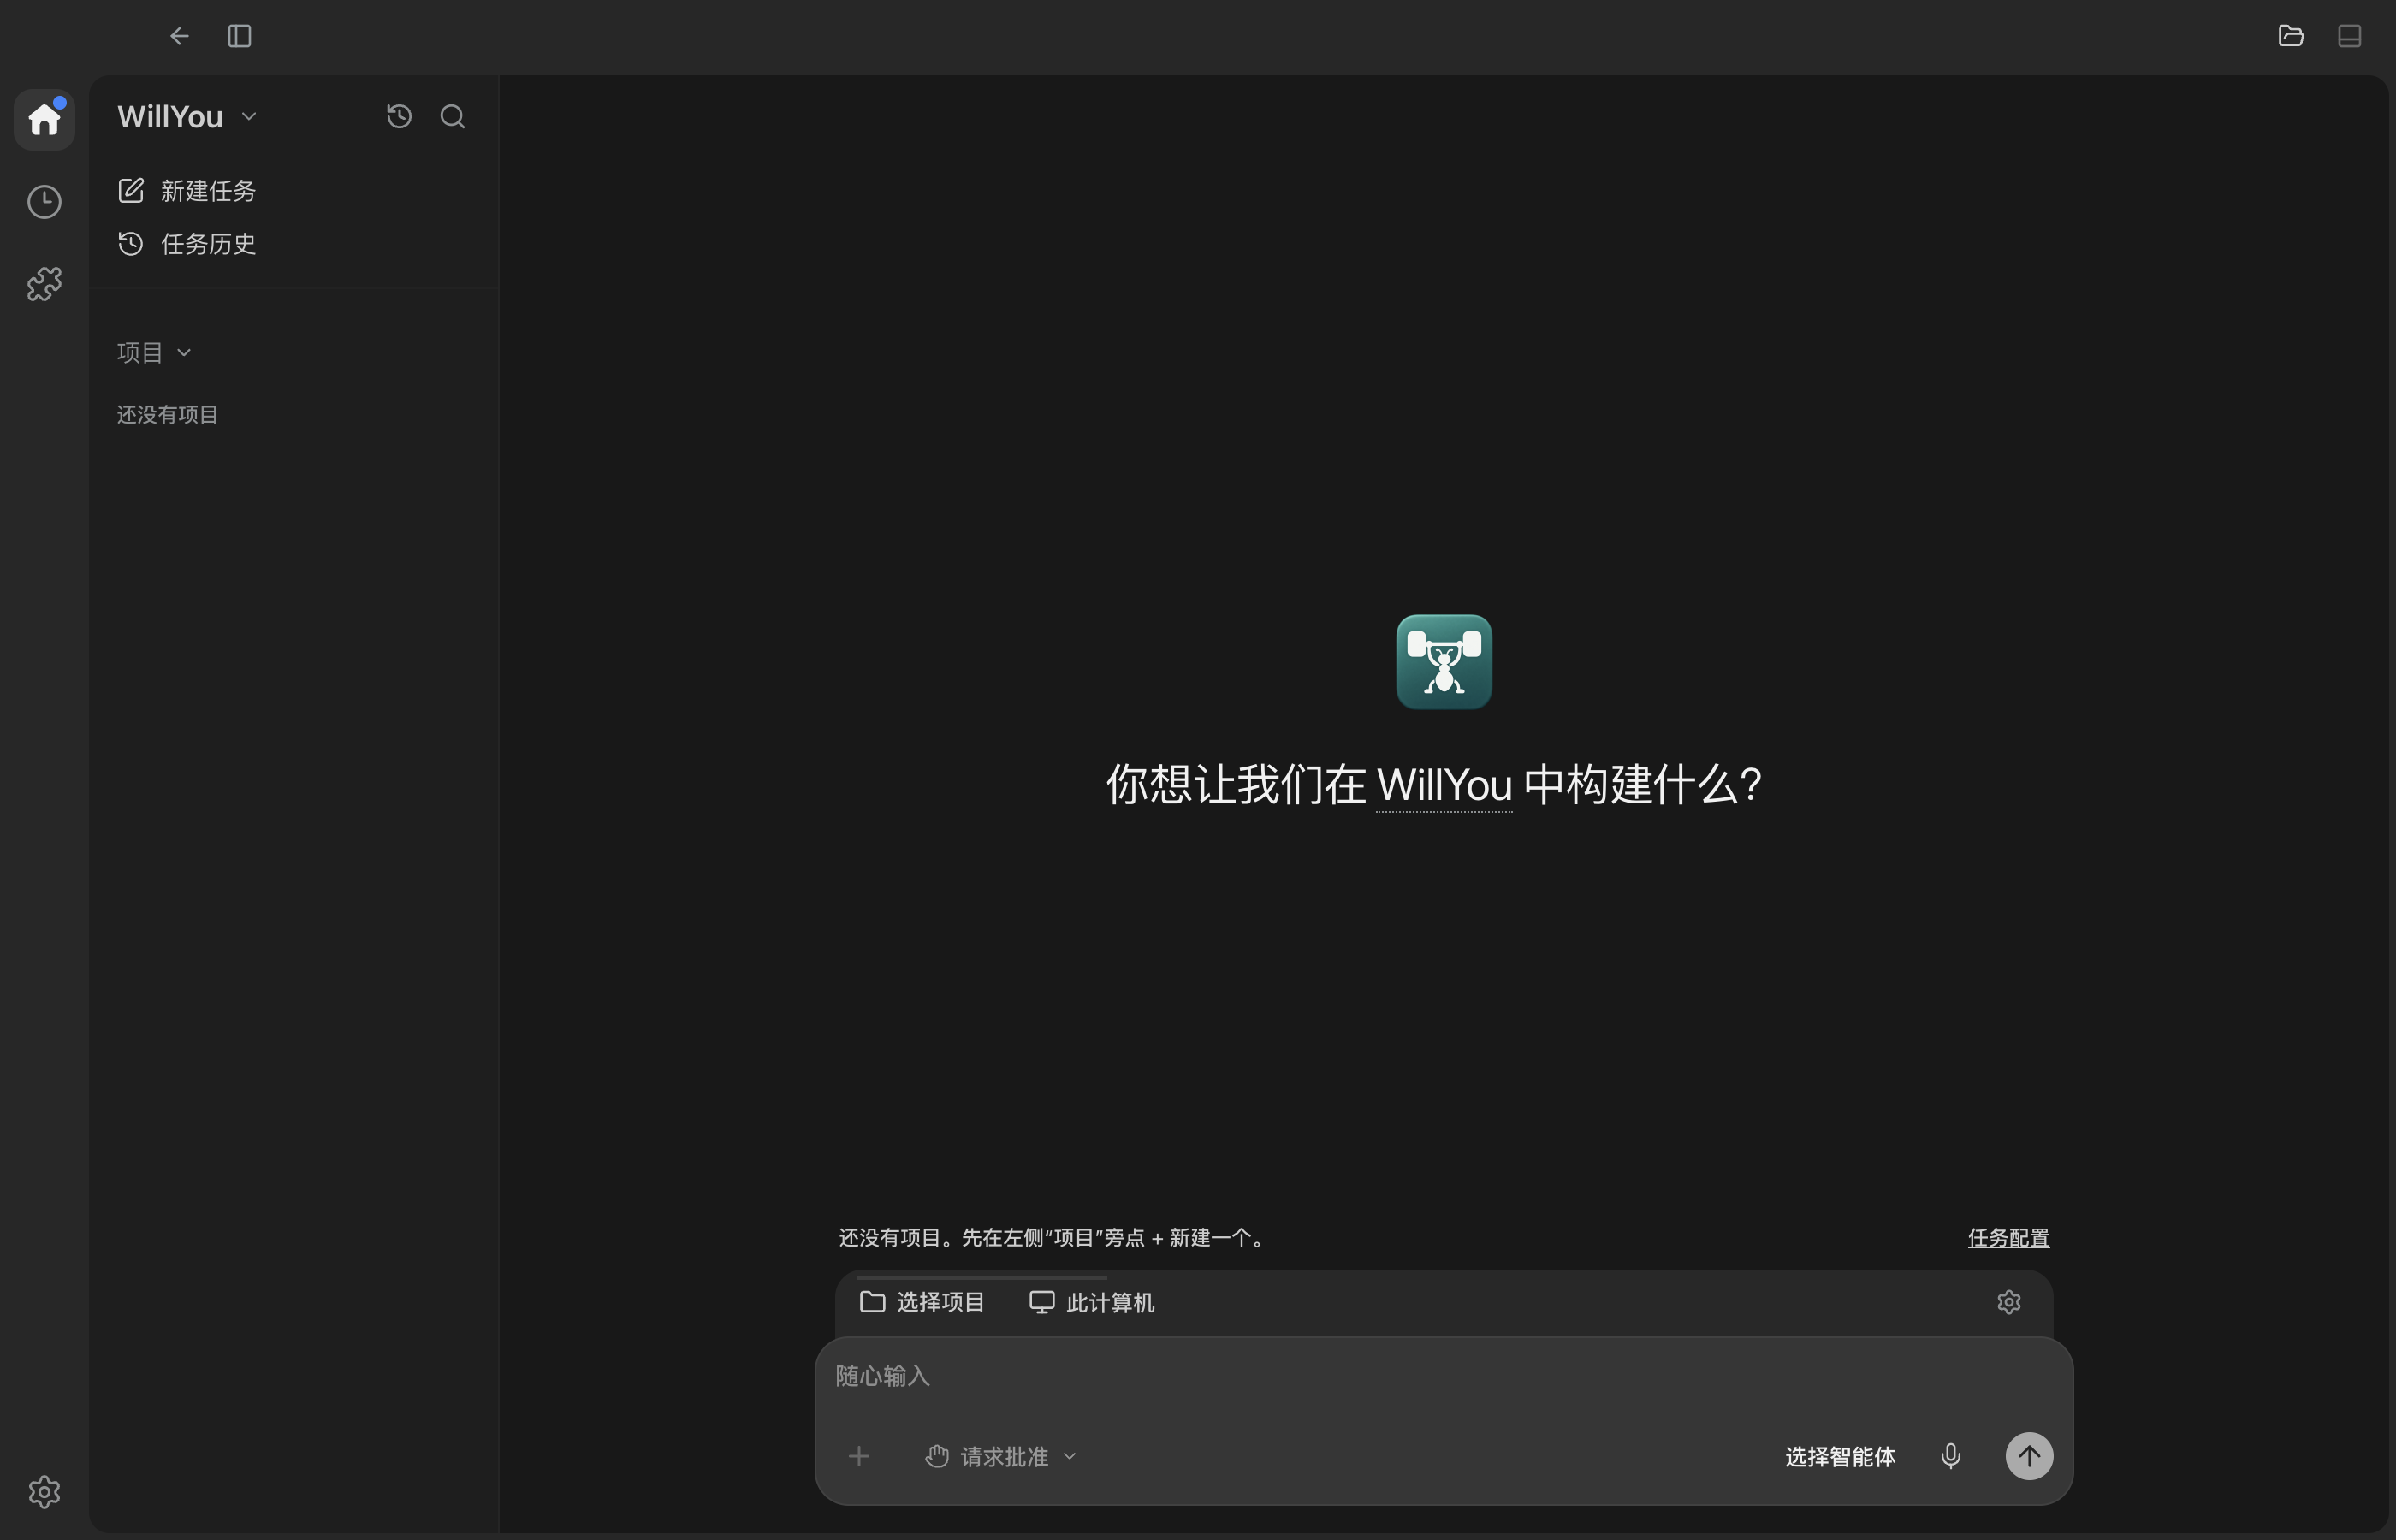 WillYou
新建任务
任务历史
项目
还没有项目
你想让我们在 WillYou 中构建什么?
还没有项目。先在左侧“项目”旁点 + 新建一个。
任务配置
选择项目
此计算机
随心输入
请求批准
选择智能体